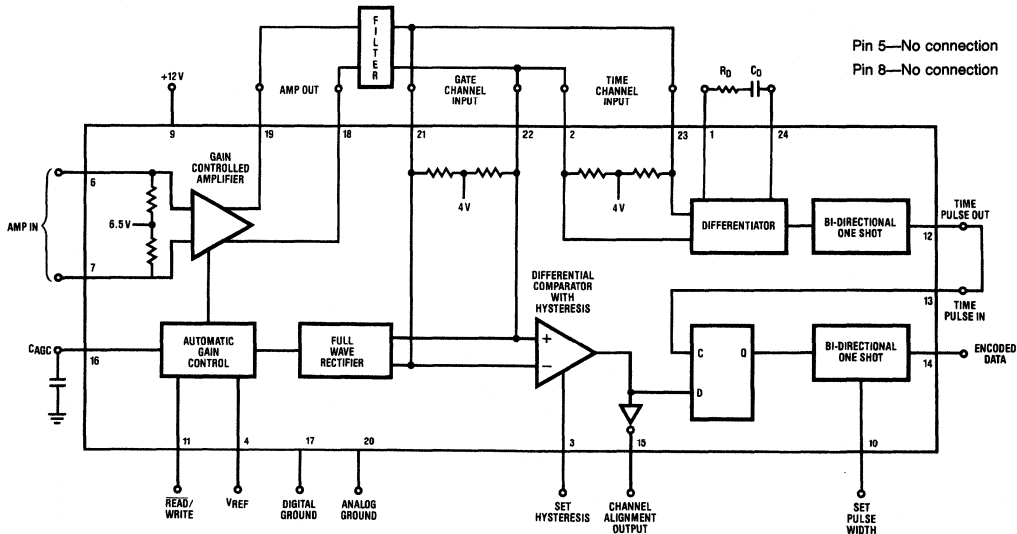 FILTER
Pin 5—No connection
Pin 8—No connection
+12V
AMP OUT
GATE
CHANNEL
INPUT
TIME
CHANNEL
INPUT
RD
CD
9
19
18
21
22
2
23
1
24
GAIN
CONTROLLED
AMPLIFIER
6
AMP IN
6.5V
7
4V
4V
DIFFERENTIATOR
BI-DIRECTIONAL
ONE SHOT
TIME
PULSE OUT
12
13
TIME
PULSE IN
DIFFERENTIAL
COMPARATOR
WITH
HYSTERESIS
CAGC
16
AUTOMATIC
GAIN
CONTROL
FULL
WAVE
RECTIFIER
+
−
C
Q
D
BI-DIRECTIONAL
ONE SHOT
14
ENCODED
DATA
11
4
17
20
3
15
10
READ/
WRITE
VREF
DIGITAL
GROUND
ANALOG
GROUND
SET
HYSTERESIS
CHANNEL
ALIGNMENT
OUTPUT
SET
PULSE
WIDTH